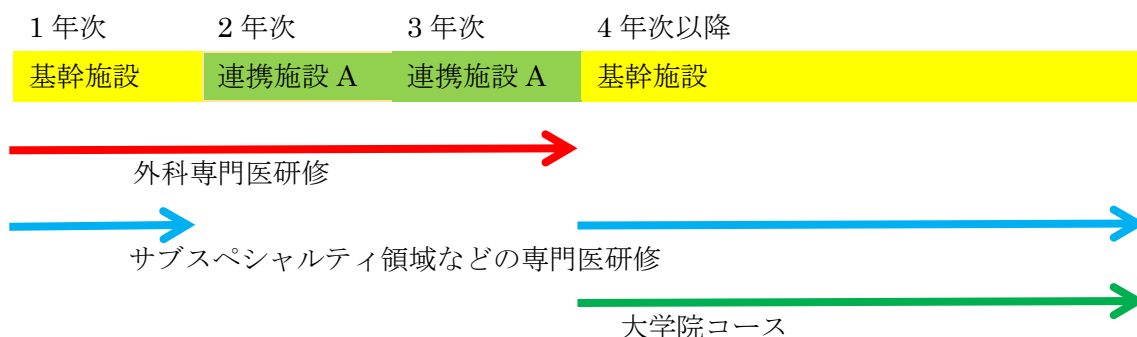 1 年次 2 年次 3 年次 4 年次以降
基幹施設 連携施設 A 連携施設 A 基幹施設
外科専門医研修
サブスペシャルティ領域などの専門医研修
大学院コース